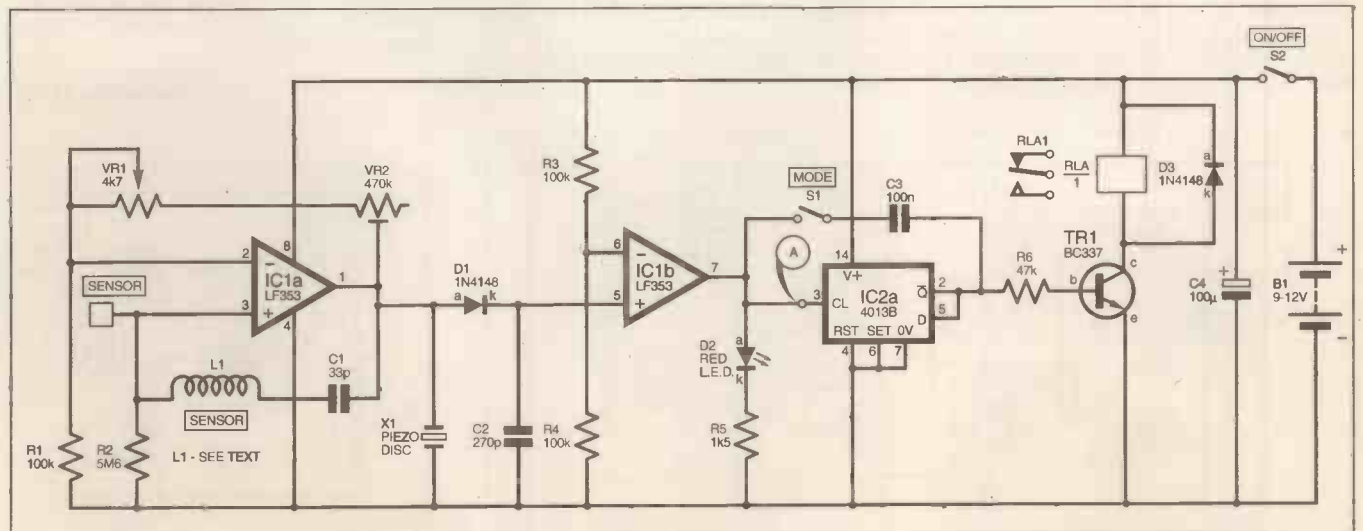 ON/OFF
S2
VR1
4k7
VR2
470k
R3
100k
RLA1
RLA
1
a
D3
1N4148
k
MODE
S1
C3
100n
2
8
−
IC1a
LF353
1
+
3
4
SENSOR
D1
1N4148
a
k
6
−
IC1b
LF353
7
+
5
A
14
V+
3
CL
IC2a
4013B
2
Q
D
5
RST SET 0V
4
6
7
R6
47k
TR1
BC337
b
c
e
+
C4
100µ
+
B1
9-12V
−
L1
SENSOR
C1
33p
R1
100k
R2
5M6
L1 - SEE TEXT
X1
PIEZO
DISC
C2
270p
R4
100k
a
D2
RED
L.E.D.
k
R5
1k5